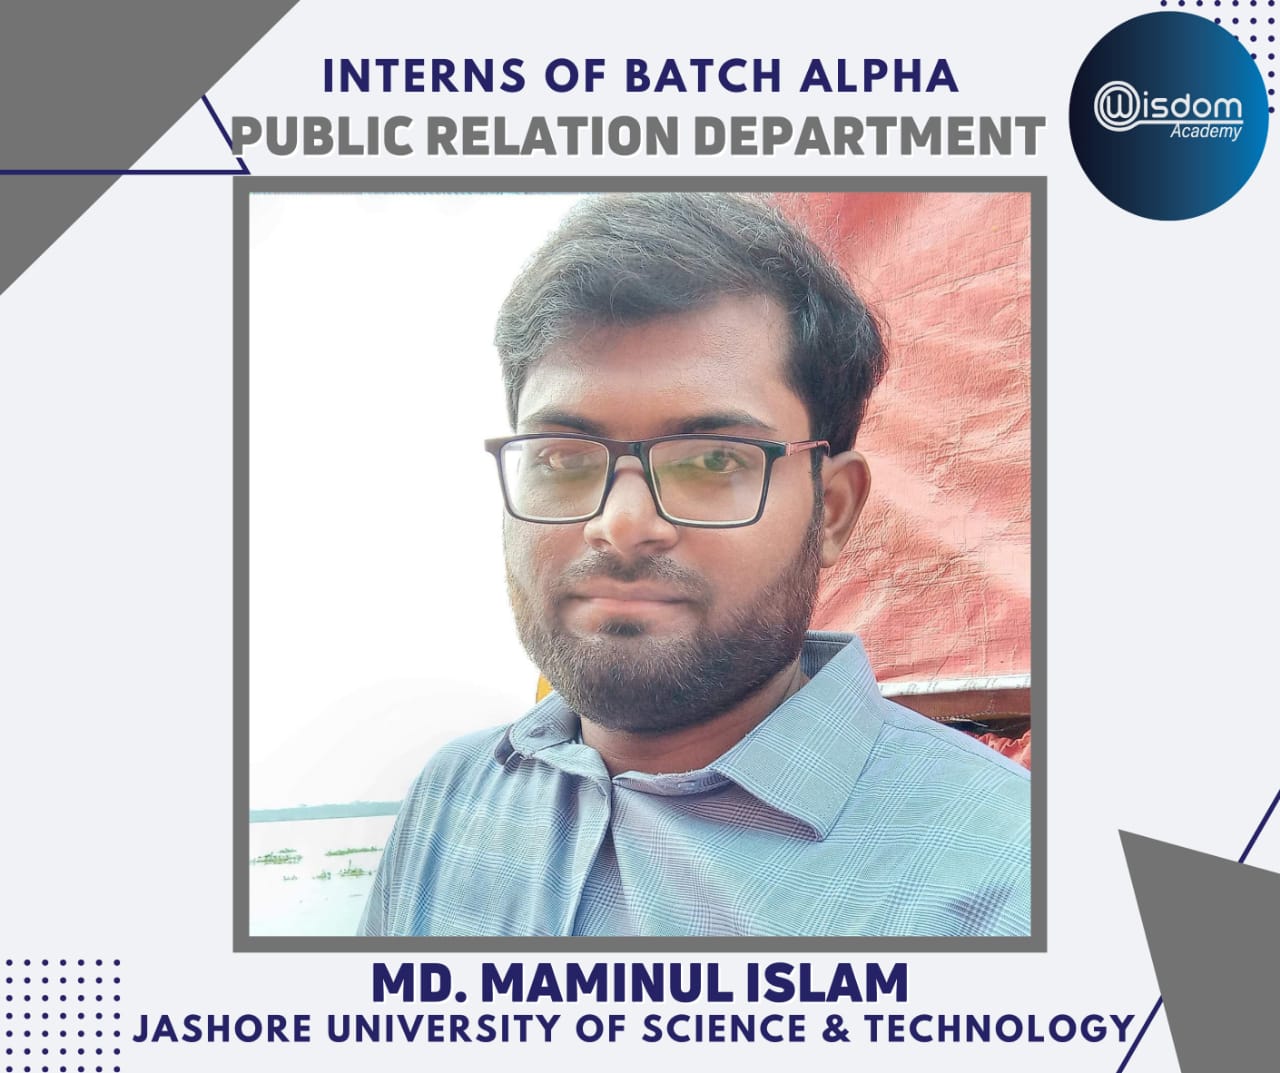 INTERNS OF BATCH ALPHA
PUBLIC RELATION DEPARTMENT
Wisdom
Academy
MD. MAMINUL ISLAM
JASHORE UNIVERSITY OF SCIENCE & TECHNOLOGY